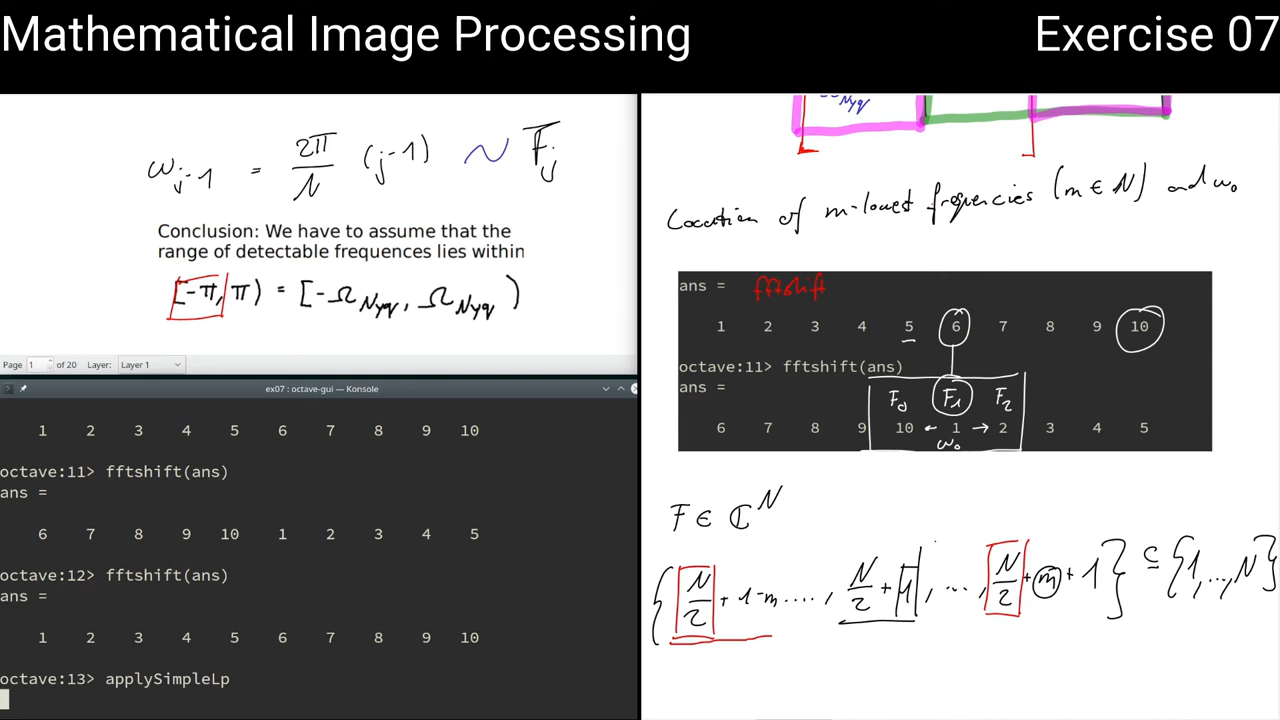 Mathematical Image Processing
Exercise 07
ω_{j-1} = 2π/N (j-1) ~ F_j
Conclusion: We have to assume that the
range of detectable frequences lies within
[-π, π) = [-Ω_Nyq, Ω_Nyq)
Page 1 of 20 Layer: Layer 1
ex07 : octave-gui — Konsole
1 2 3 4 5 6 7 8 9 10
octave:11> fftshift(ans)
ans =
6 7 8 9 10 1 2 3 4 5
octave:12> fftshift(ans)
ans =
1 2 3 4 5 6 7 8 9 10
octave:13> applySimpleLp
Ω_Nyq
Location of m-lowest frequencies (m ∈ N) and ω₀
ans = fftshift
1 2 3 4 5 6 7 8 9 10
octave:11> fftshift(ans)
ans =
F₀ F₁ F₂
6 7 8 9 10 ← 1 → 2 3 4 5
ω₀
F ∈ ℂ^N
{N/2 + 1-m ...., N/2 + 1, ..., N/2 + m + 1} ⊆ {1, ..., N}